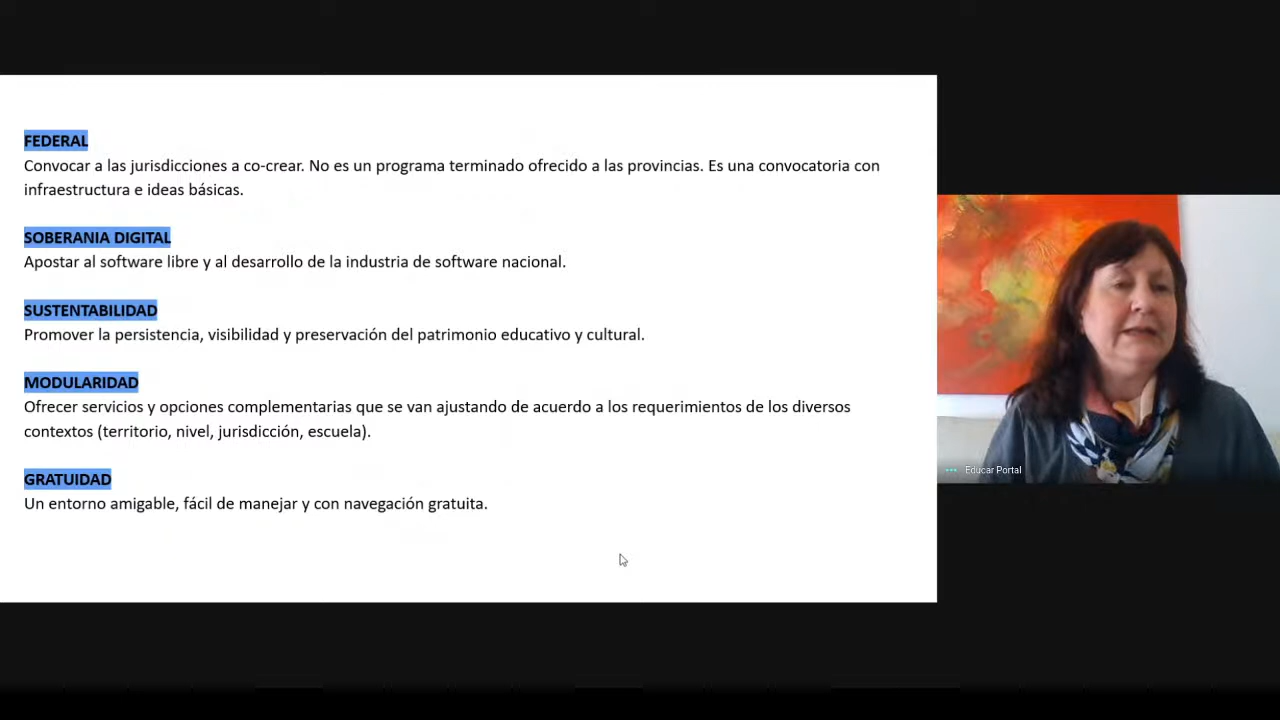 FEDERAL
Convocar a las jurisdicciones a co-crear. No es un programa terminado ofrecido a las provincias. Es una convocatoria con
infraestructura e ideas básicas.
SOBERANIA DIGITAL
Apostar al software libre y al desarrollo de la industria de software nacional.
SUSTENTABILIDAD
Promover la persistencia, visibilidad y preservación del patrimonio educativo y cultural.
MODULARIDAD
Ofrecer servicios y opciones complementarias que se van ajustando de acuerdo a los requerimientos de los diversos
contextos (territorio, nivel, jurisdicción, escuela).
GRATUIDAD
Un entorno amigable, fácil de manejar y con navegación gratuita.
Educar Portal